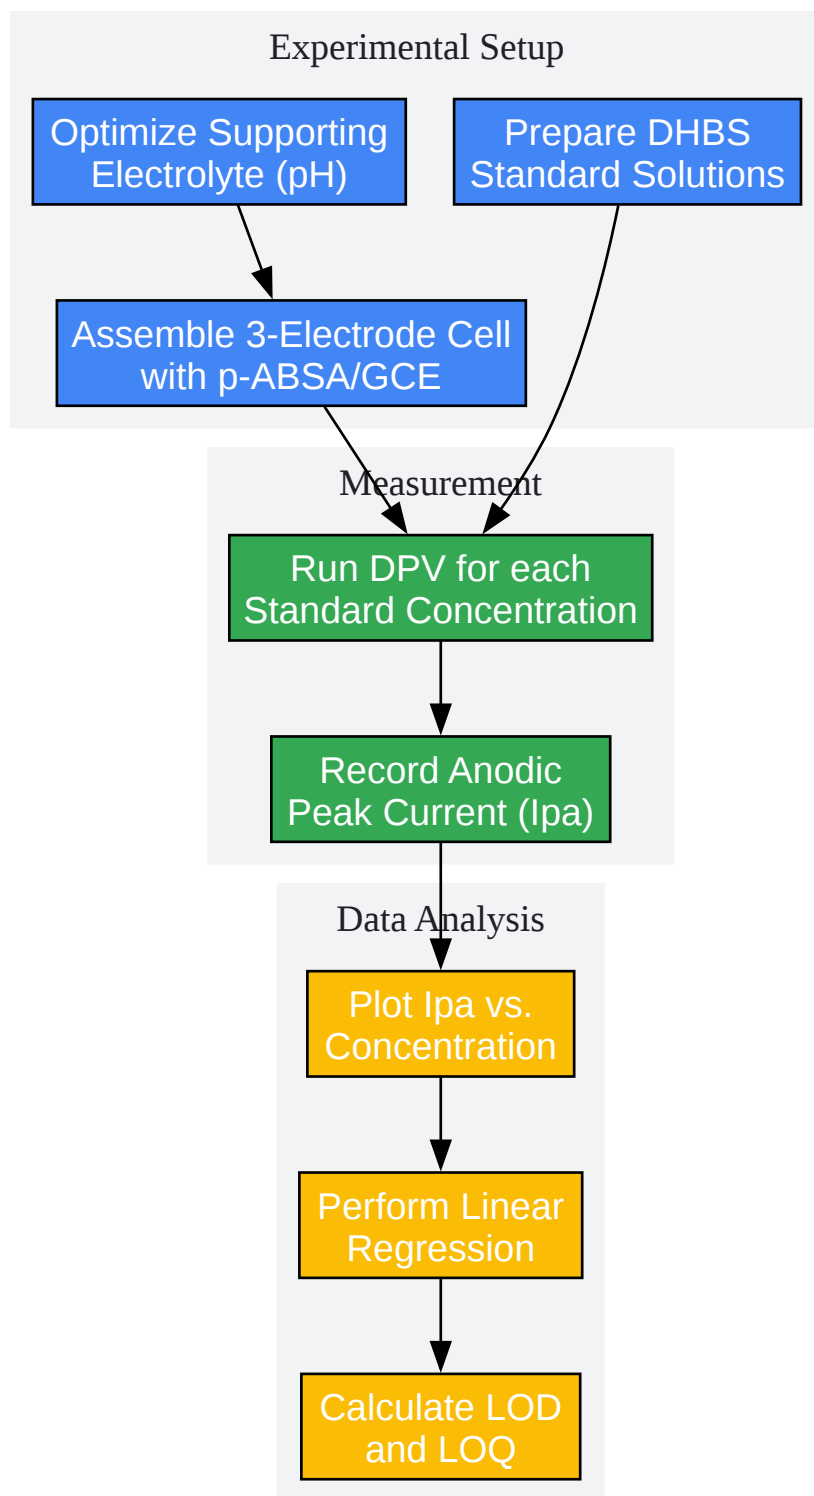 Experimental Setup
Optimize Supporting
Electrolyte (pH)
Prepare DHBS
Standard Solutions
Assemble 3-Electrode Cell
with p-ABSA/GCE
Measurement
Run DPV for each
Standard Concentration
Record Anodic
Peak Current (Ipa)
Data Analysis
Plot Ipa vs.
Concentration
Perform Linear
Regression
Calculate LOD
and LOQ